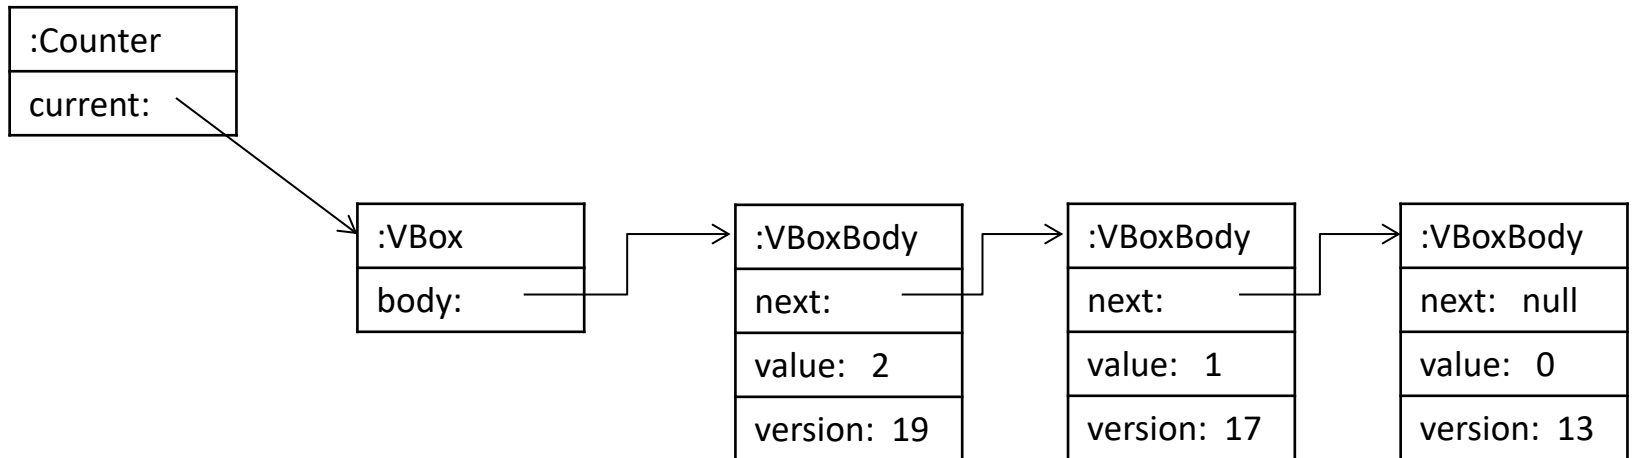 :Counter
current:
:VBox
body:
:VBoxBody
next:
value: 2
version: 19
:VBoxBody
next:
value: 1
version: 17
:VBoxBody
next: null
value: 0
version: 13